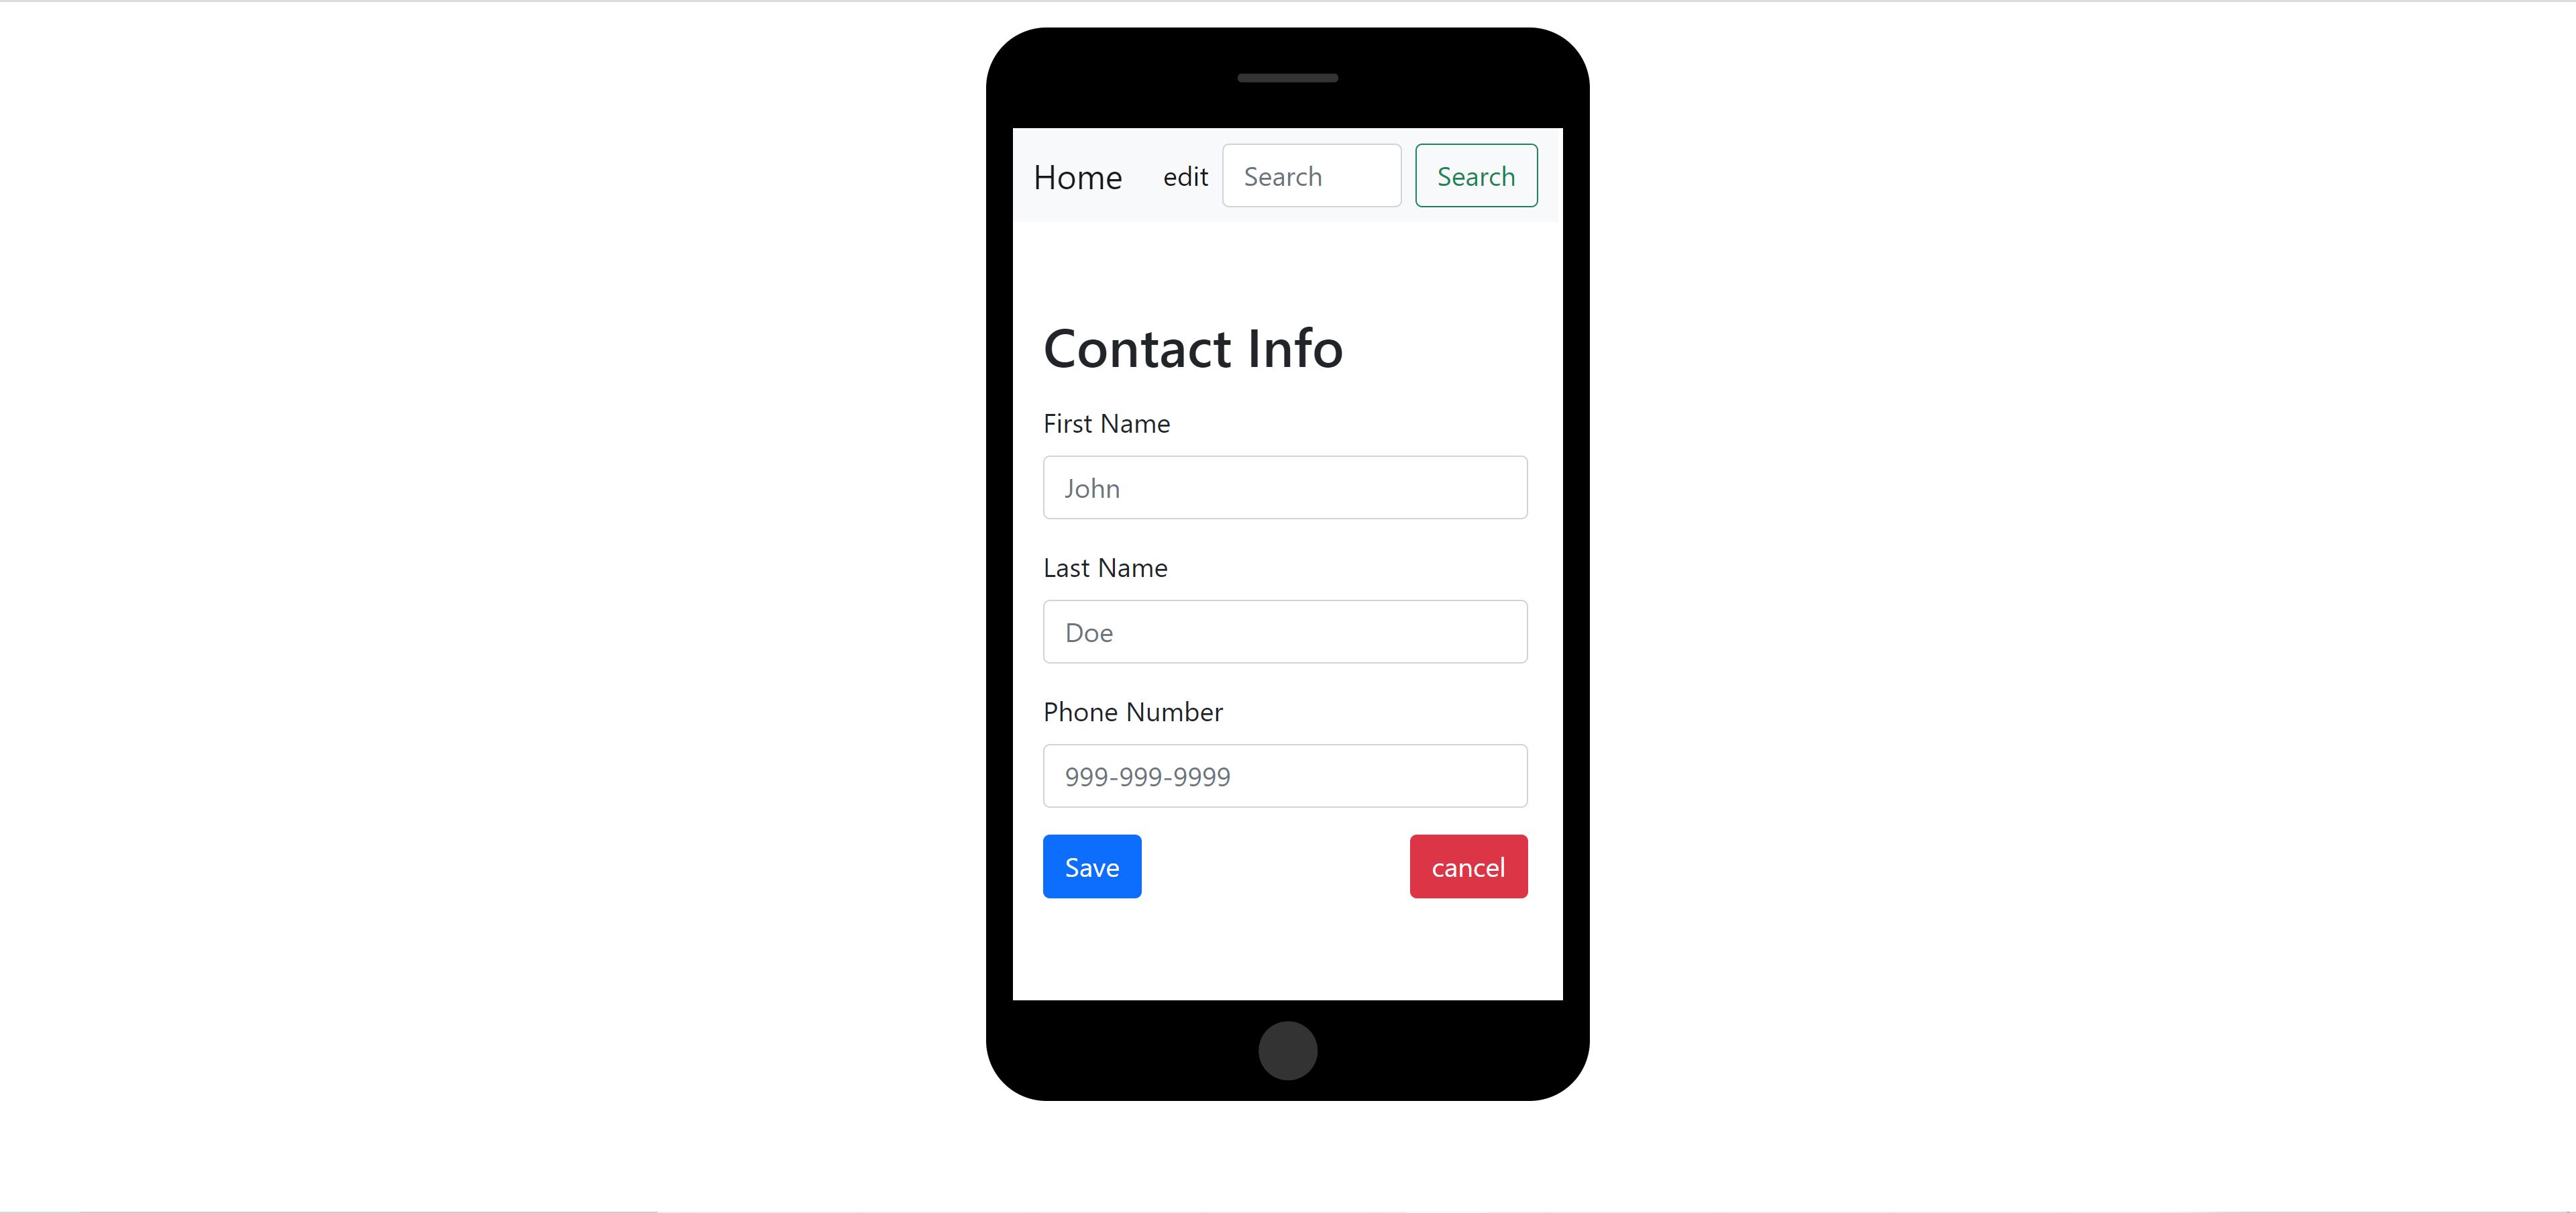 Home edit Search Search
Contact Info
First Name
John
Last Name
Doe
Phone Number
999-999-9999
Save cancel